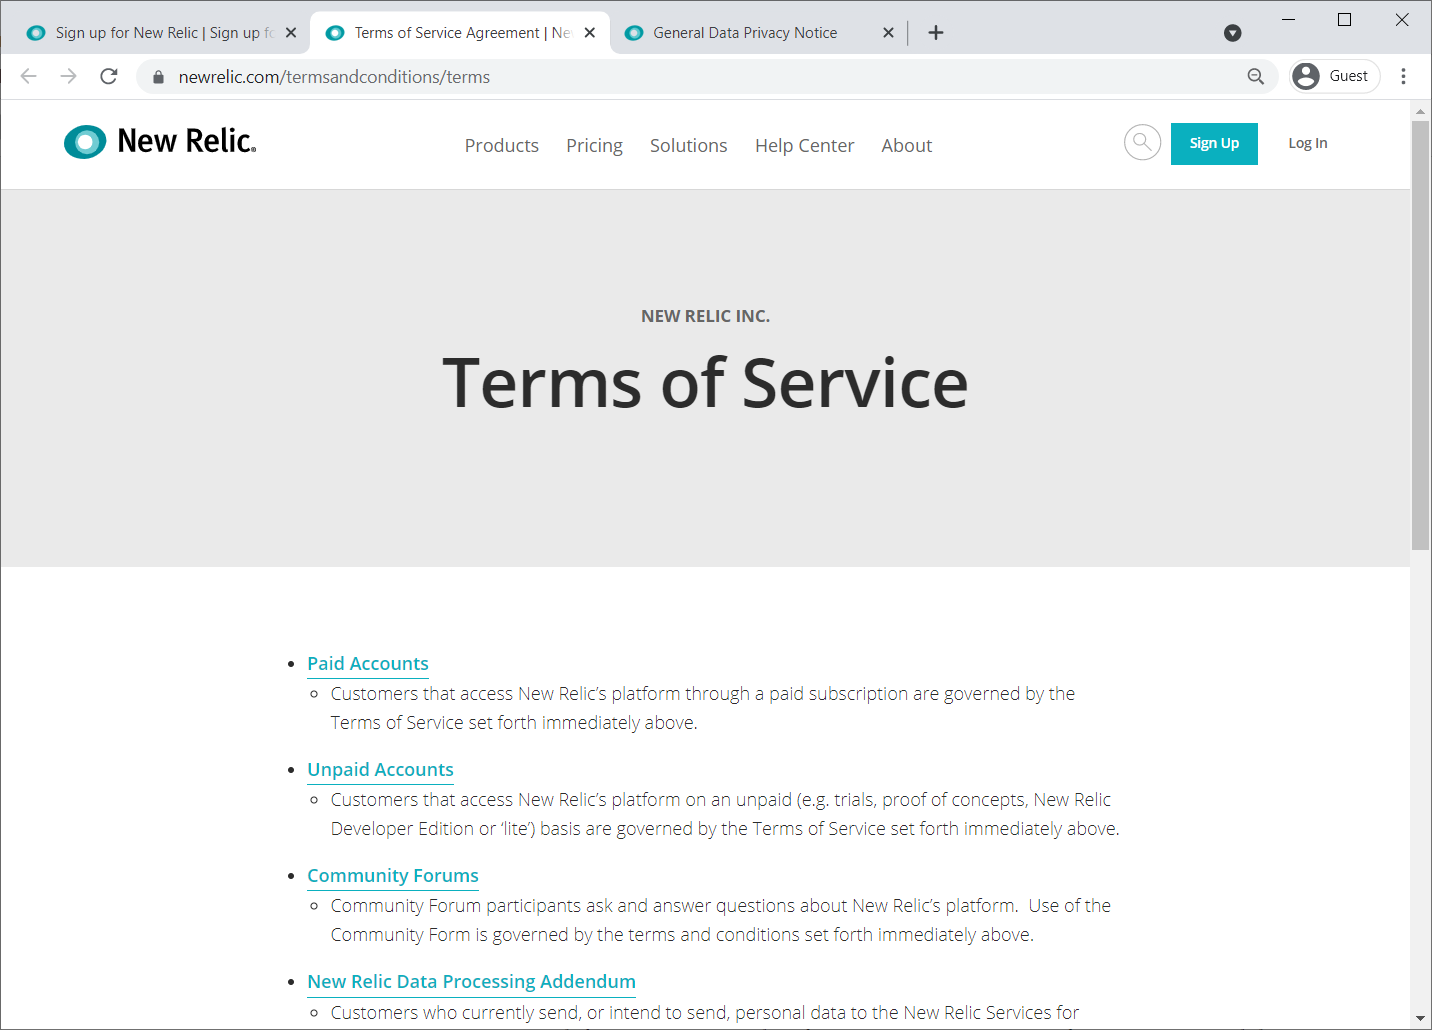 Sign up for New Relic | Sign up fo
Terms of Service Agreement | Ne
General Data Privacy Notice
newrelic.com/termsandconditions/terms
Guest
New Relic.
Products
Pricing
Solutions
Help Center
About
Sign Up
Log In
NEW RELIC INC.
Terms of Service
Paid Accounts
Customers that access New Relic’s platform through a paid subscription are governed by the
Terms of Service set forth immediately above.
Unpaid Accounts
Customers that access New Relic’s platform on an unpaid (e.g. trials, proof of concepts, New Relic
Developer Edition or ‘lite’) basis are governed by the Terms of Service set forth immediately above.
Community Forums
Community Forum participants ask and answer questions about New Relic’s platform.  Use of the
Community Form is governed by the terms and conditions set forth immediately above.
New Relic Data Processing Addendum
Customers who currently send, or intend to send, personal data to the New Relic Services for